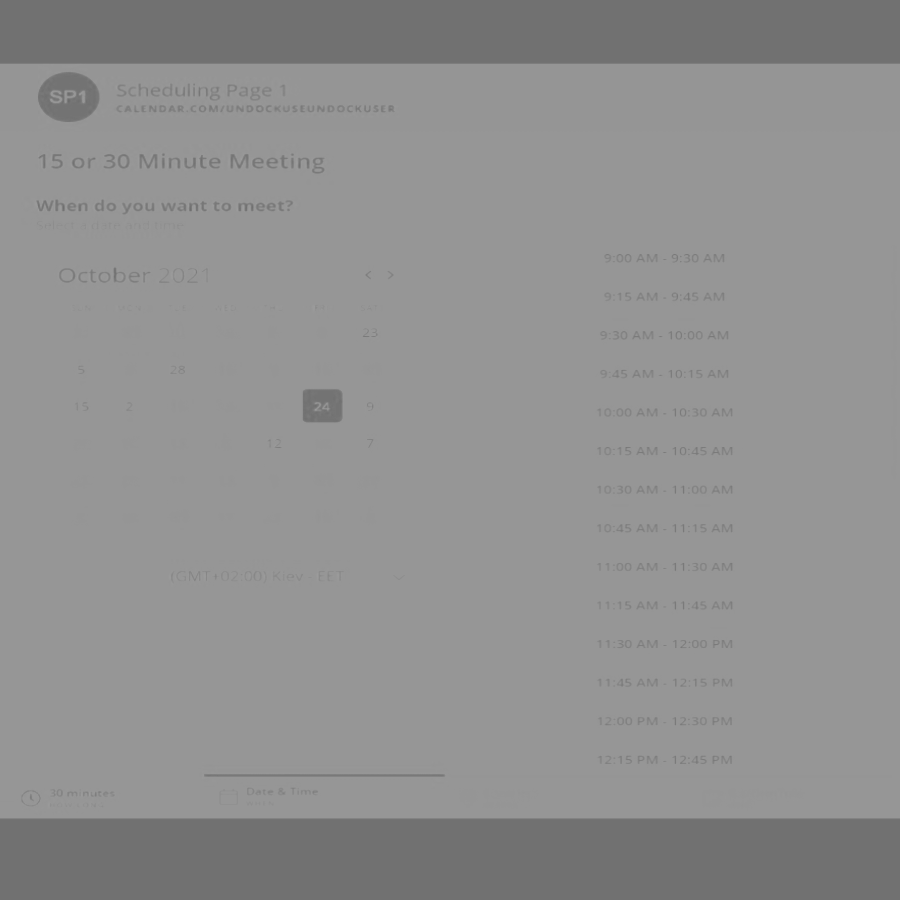 SP1
Scheduling Page 1
CALENDAR.COM/UNDOCKUSEUNDOCKUSER
15 or 30 Minute Meeting
When do you want to meet?
Select a date and time
October 2021 < >
23
5 28
15 2 24 9
12 7
(GMT+02:00) Kiev - EET
9:00 AM - 9:30 AM
9:15 AM - 9:45 AM
9:30 AM - 10:00 AM
9:45 AM - 10:15 AM
10:00 AM - 10:30 AM
10:15 AM - 10:45 AM
10:30 AM - 11:00 AM
10:45 AM - 11:15 AM
11:00 AM - 11:30 AM
11:15 AM - 11:45 AM
11:30 AM - 12:00 PM
11:45 AM - 12:15 PM
12:00 PM - 12:30 PM
12:15 PM - 12:45 PM
30 minutes
Date & Time